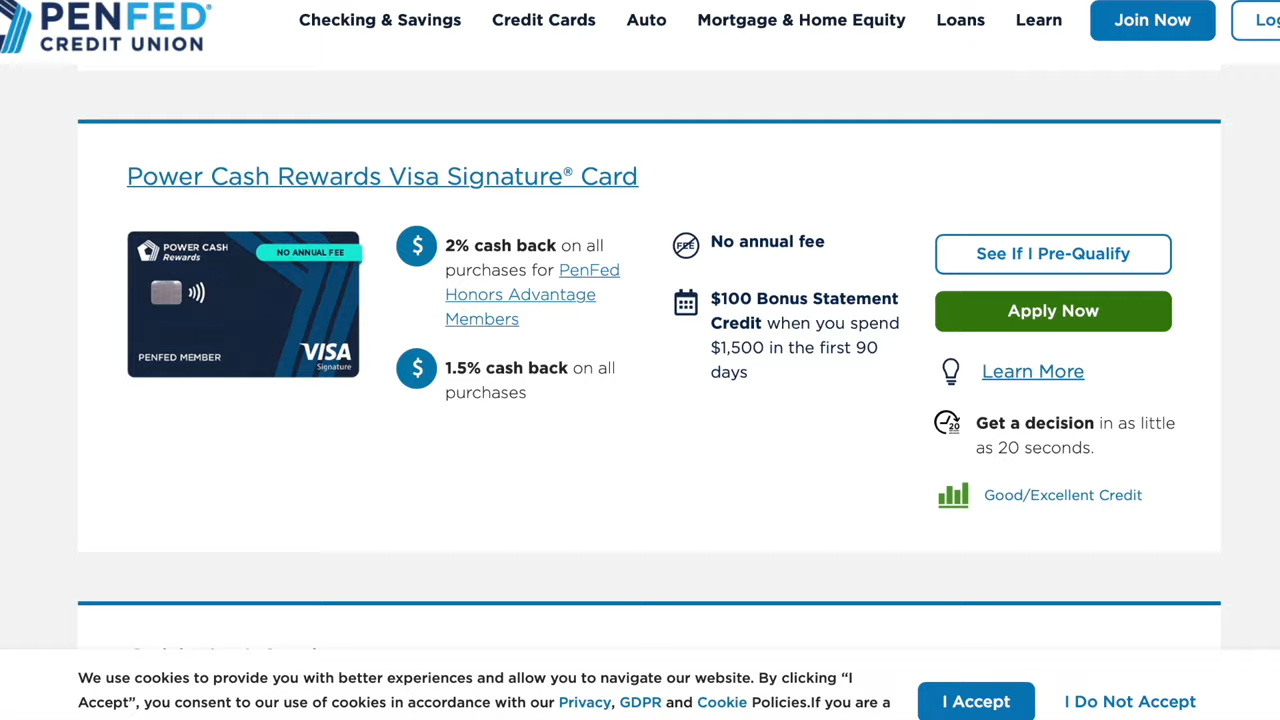 PENFED®
CREDIT UNION
Checking & Savings
Credit Cards
Auto
Mortgage & Home Equity
Loans
Learn
Join Now
Power Cash Rewards Visa Signature® Card
POWER CASH
Rewards
NO ANNUAL FEE
PENFED MEMBER
VISA
Signature
$
2% cash back on all
purchases for PenFed
Honors Advantage
Members
$
1.5% cash back on all
purchases
FEE
No annual fee
$100 Bonus Statement
Credit when you spend
$1,500 in the first 90
days
See If I Pre-Qualify
Apply Now
Learn More
20
Get a decision in as little
as 20 seconds.
Good/Excellent Credit
We use cookies to provide you with better experiences and allow you to navigate our website. By clicking “I
Accept”, you consent to our use of cookies in accordance with our Privacy, GDPR and Cookie Policies.If you are a
I Accept
I Do Not Accept